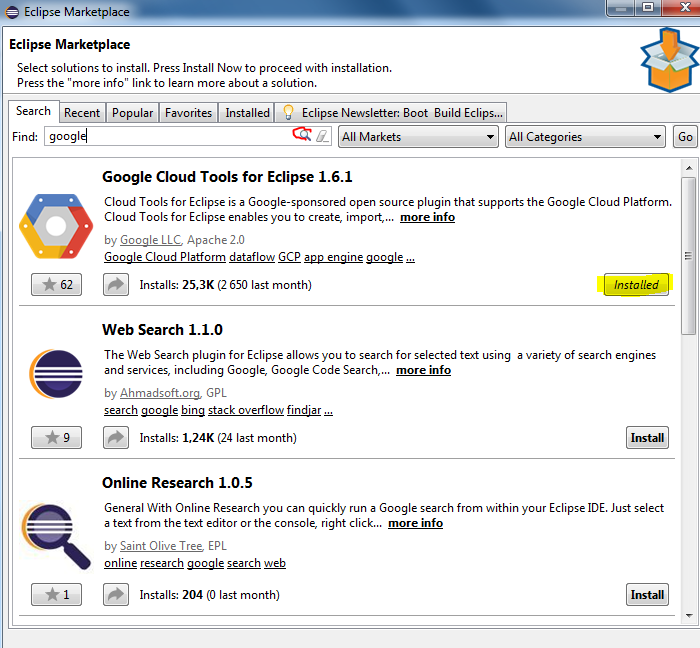 Eclipse Marketplace
Eclipse Marketplace
Select solutions to install. Press Install Now to proceed with installation.
Press the "more info" link to learn more about a solution.
Search Recent Popular Favorites Installed Eclipse Newsletter: Boot Build Eclips...
Find: google All Markets All Categories Go
Google Cloud Tools for Eclipse 1.6.1
Cloud Tools for Eclipse is a Google-sponsored open source plugin that supports the Google Cloud Platform.
Cloud Tools for Eclipse enables you to create, import,... more info
by Google LLC, Apache 2.0
Google Cloud Platform dataflow GCP app engine google ...
62 Installs: 25,3K (2 650 last month) Installed
Web Search 1.1.0
The Web Search plugin for Eclipse allows you to search for selected text using a variety of search engines
and services, including Google, Google Code Search,... more info
by Ahmadsoft.org, GPL
search google bing stack overflow findjar ...
9 Installs: 1,24K (24 last month) Install
Online Research 1.0.5
General With Online Research you can quickly run a Google search from within your Eclipse IDE. Just select
a text from the text editor or the console, right click... more info
by Saint Olive Tree, EPL
online research google search web
1 Installs: 204 (0 last month) Install